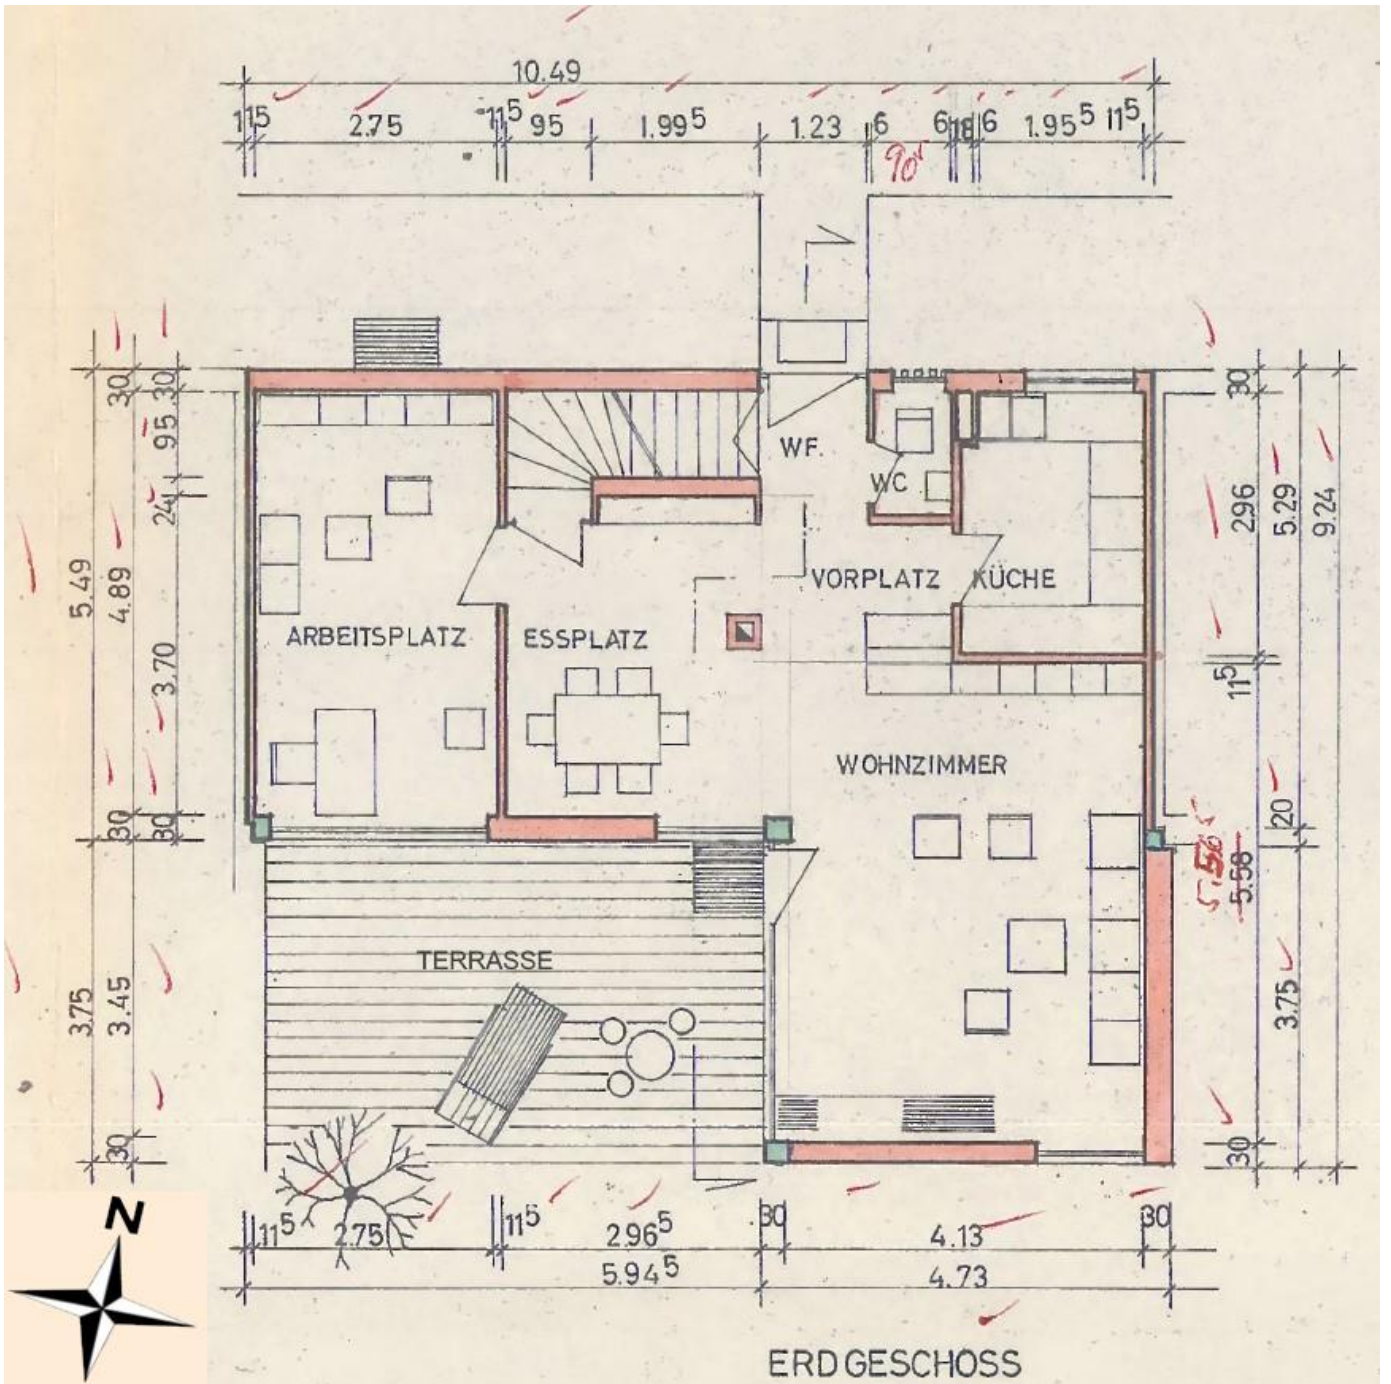 10.49
11⁵ 2.75 11⁵ 95 1.99⁵ 1.23 6 6 18 6 1.95⁵ 11⁵
90
30 30 30
95
WF.
WC
24
296 5.29 9.24
5.49 4.89
VORPLATZ KÜCHE
ARBEITSPLATZ ESSPLATZ
3.70
11⁵
WOHNZIMMER
30 30
20
5.58
TERRASSE
3.75 3.45 3.75
30 30
N
11⁵ 2.75 11⁵ 2.96⁵ 30 4.13 30
5.94⁵ 4.73
ERDGESCHOSS